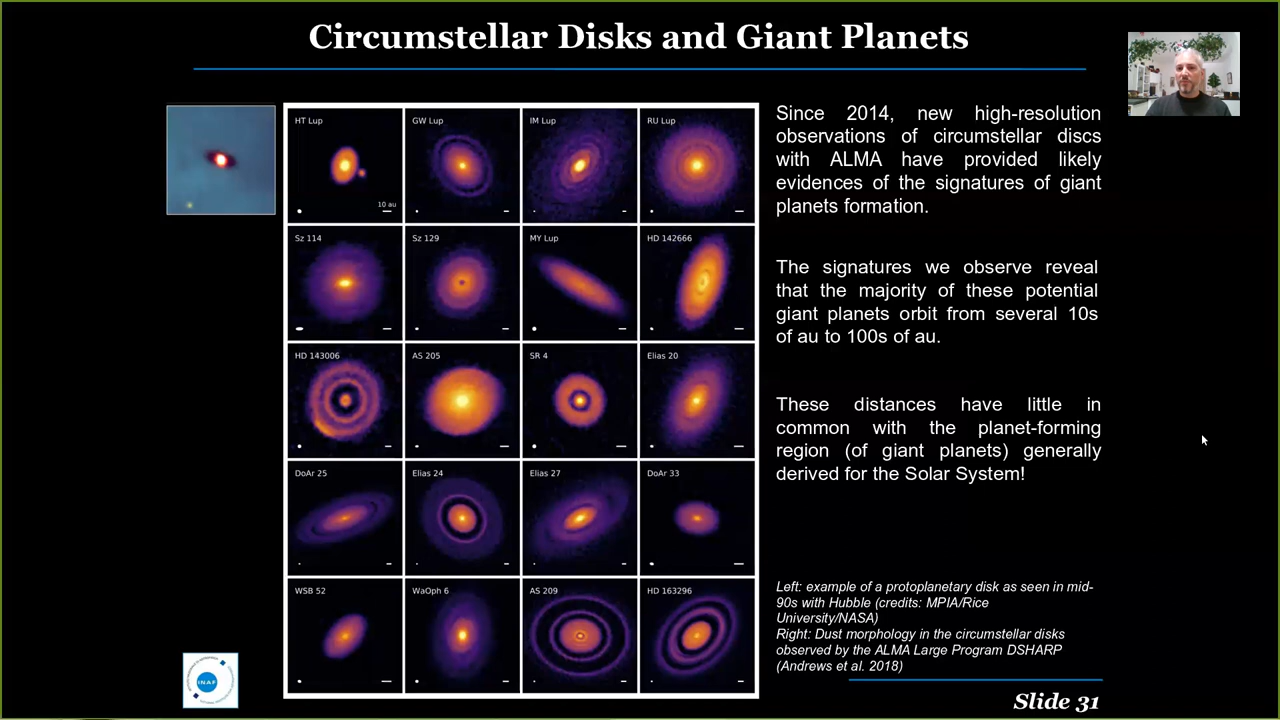 Circumstellar Disks and Giant Planets
HT Lup
GW Lup
IM Lup
RU Lup
10 au
Sz 114
Sz 129
MY Lup
HD 142666
HD 143006
AS 205
SR 4
Elias 20
DoAr 25
Elias 24
Elias 27
DoAr 33
WSB 52
WaOph 6
AS 209
HD 163296
Since 2014, new high-resolution
observations of circumstellar discs
with ALMA have provided likely
evidences of the signatures of giant
planets formation.
The signatures we observe reveal
that the majority of these potential
giant planets orbit from several 10s
of au to 100s of au.
These distances have little in
common with the planet-forming
region (of giant planets) generally
derived for the Solar System!
Left: example of a protoplanetary disk as seen in mid-
90s with Hubble (credits: MPIA/Rice
University/NASA)
Right: Dust morphology in the circumstellar disks
observed by the ALMA Large Program DSHARP
(Andrews et al. 2018)
INAF
Slide 31